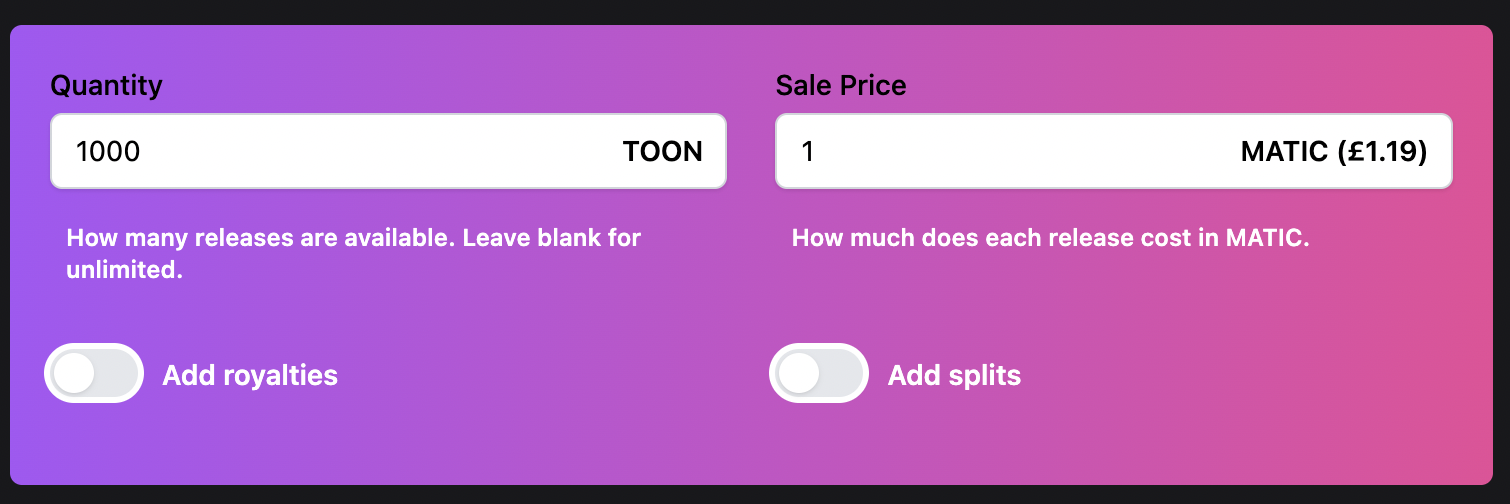 Quantity
Sale Price
1000 TOON
1 MATIC (£1.19)
How many releases are available. Leave blank for
unlimited.
How much does each release cost in MATIC.
Add royalties
Add splits